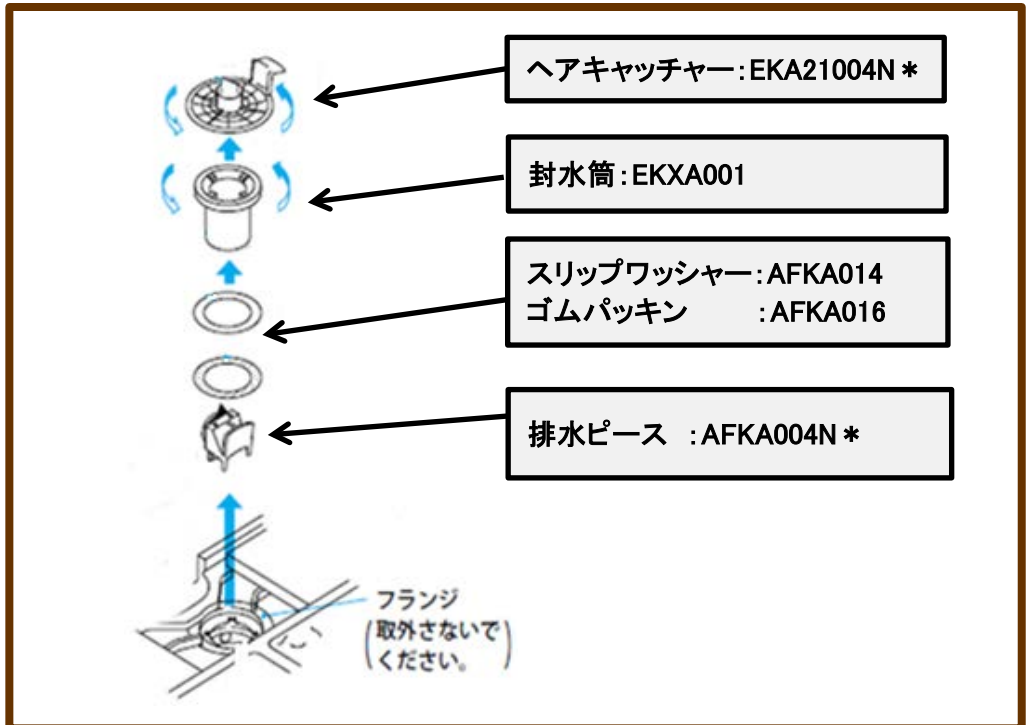 ヘアキャッチャー：EKA21004N＊
封水筒：EKXA001
スリップワッシャー：AFKA014
ゴムパッキン　　：AFKA016
排水ピース　：AFKA004N＊
フランジ
（取外さないで
ください。）